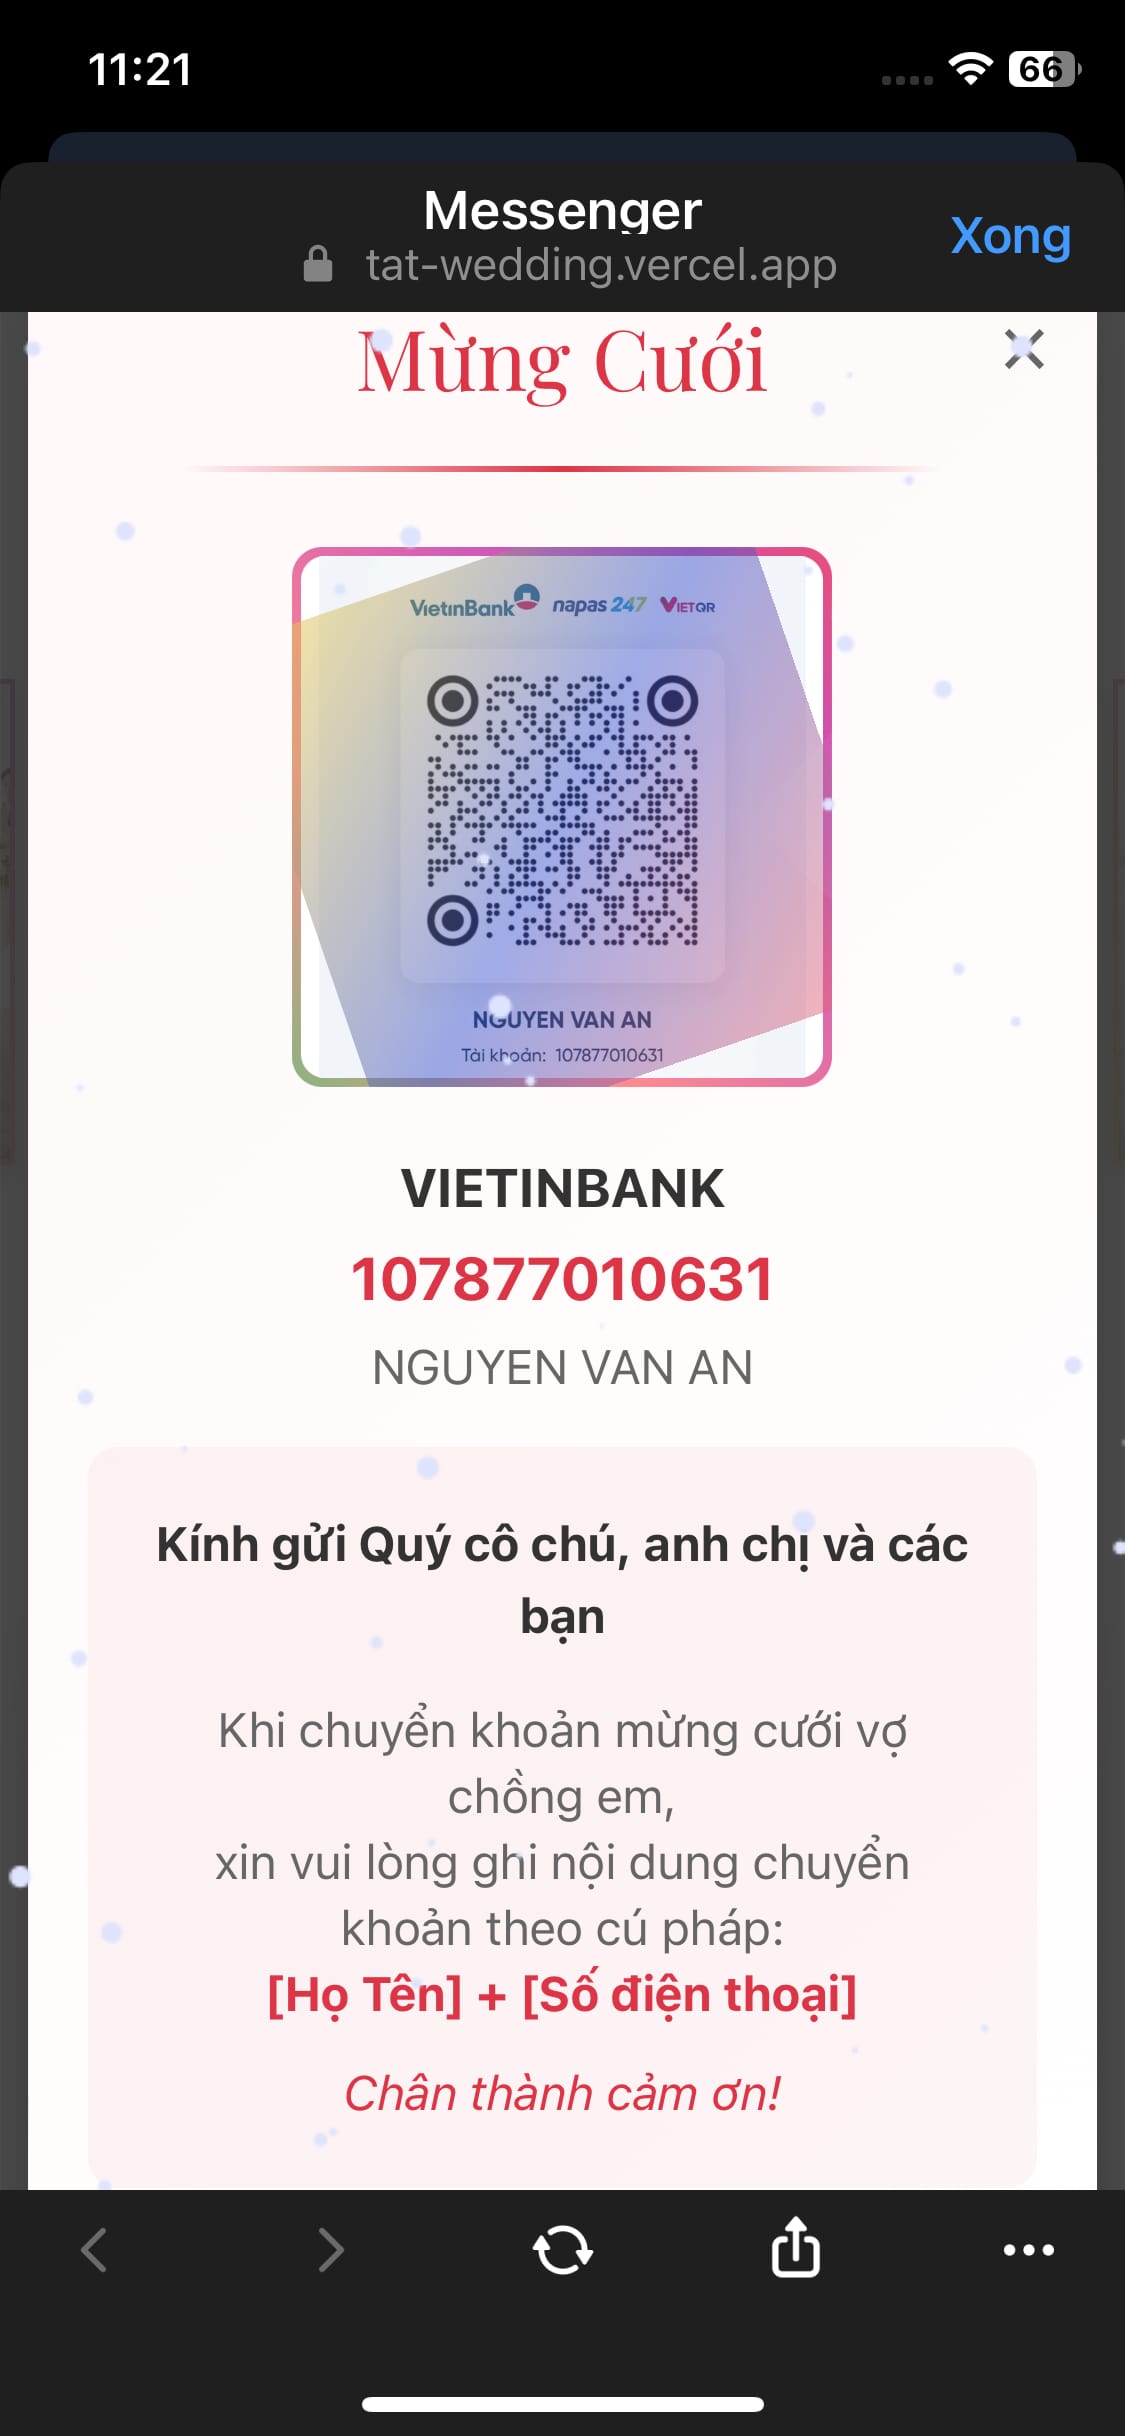 11:21
66
Messenger
tat-wedding.vercel.app
Xong
Mừng Cưới
VietinBank napas 247 VIETQR
NGUYEN VAN AN
Tài khoản: 107877010631
VIETINBANK
107877010631
NGUYEN VAN AN
Kính gửi Quý cô chú, anh chị và các
bạn
Khi chuyển khoản mừng cưới vợ
chồng em,
xin vui lòng ghi nội dung chuyển
khoản theo cú pháp:
[Họ Tên] + [Số điện thoại]
Chân thành cảm ơn!